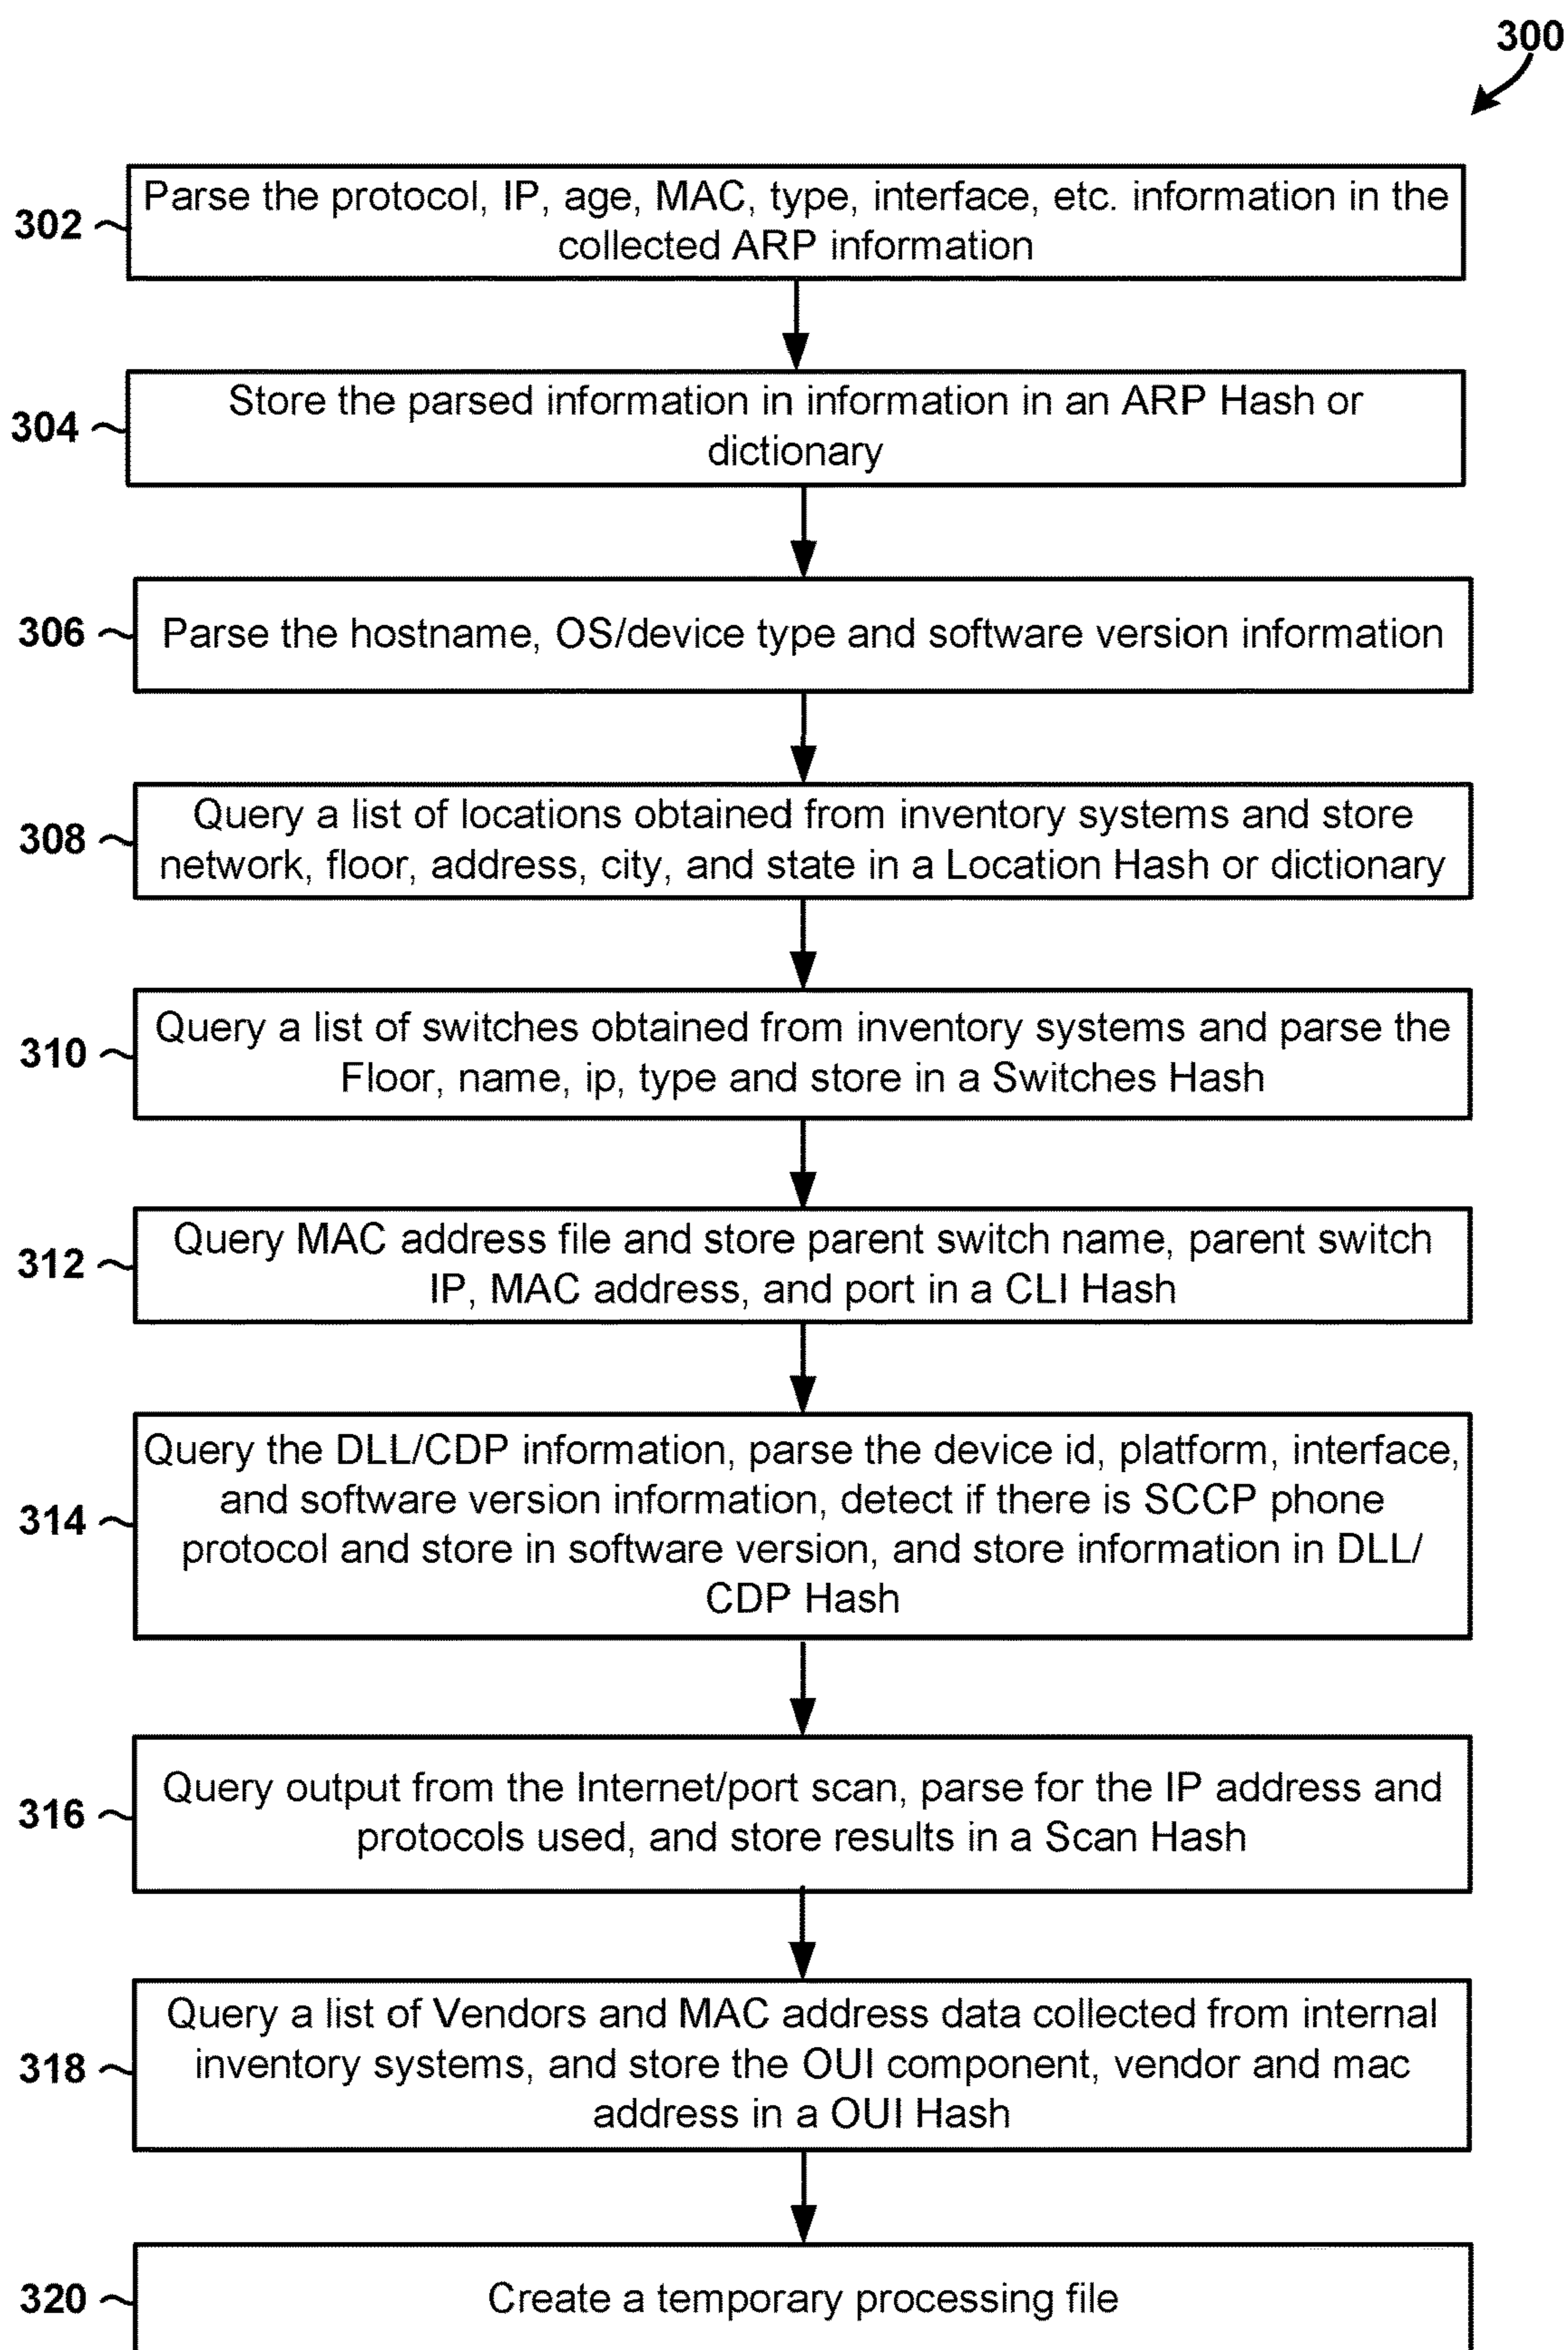 300
302
Parse the protocol, IP, age, MAC, type, interface, etc. information in the
collected ARP information
304
Store the parsed information in information in an ARP Hash or
dictionary
306
Parse the hostname, OS/device type and software version information
308
Query a list of locations obtained from inventory systems and store
network, floor, address, city, and state in a Location Hash or dictionary
310
Query a list of switches obtained from inventory systems and parse the
Floor, name, ip, type and store in a Switches Hash
312
Query MAC address file and store parent switch name, parent switch
IP, MAC address, and port in a CLI Hash
314
Query the DLL/CDP information, parse the device id, platform, interface,
and software version information, detect if there is SCCP phone
protocol and store in software version, and store information in DLL/
CDP Hash
316
Query output from the Internet/port scan, parse for the IP address and
protocols used, and store results in a Scan Hash
318
Query a list of Vendors and MAC address data collected from internal
inventory systems, and store the OUI component, vendor and mac
address in a OUI Hash
320
Create a temporary processing file